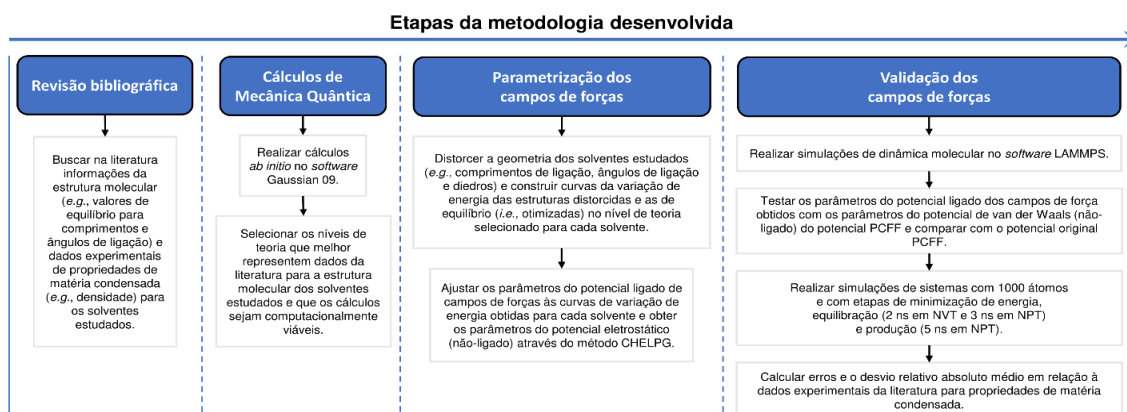 Etapas da metodologia desenvolvida
Revisão bibliográfica
Buscar na literatura
informações da
estrutura molecular
(e.g., valores de
equilíbrio para
comprimentos e
ângulos de ligação) e
dados experimentais
de propriedades de
matéria condensada
(e.g., densidade) para
os solventes
estudados.
Cálculos de
Mecânica Quântica
Realizar cálculos
ab initio no software
Gaussian 09.
Selecionar os níveis de
teoria que melhor
representem dados da
literatura para a estrutura
molecular dos solventes
estudados e que os cálculos
sejam computacionalmente
viáveis.
Parametrização dos
campos de forças
Distorcer a geometria dos solventes estudados
(e.g., comprimentos de ligação, ângulos de ligação
e diedros) e construir curvas da variação de
energia das estruturas distorcidas e as de
equilíbrio (i.e., otimizadas) no nível de teoria
selecionado para cada solvente.
Ajustar os parâmetros do potencial ligado de
campos de forças às curvas de variação de
energia obtidas para cada solvente e obter
os parâmetros do potencial eletrostático
(não-ligado) através do método CHELPG.
Validação dos
campos de forças
Realizar simulações de dinâmica molecular no software LAMMPS.
Testar os parâmetros do potencial ligado dos campos de força
obtidos com os parâmetros do potencial de van der Waals (não-
ligado) do potencial PCFF e comparar com o potencial original
PCFF.
Realizar simulações de sistemas com 1000 átomos
e com etapas de minimização de energia,
equilibração (2 ns em NVT e 3 ns em NPT)
e produção (5 ns em NPT).
Calcular erros e o desvio relativo absoluto médio em relação à
dados experimentais da literatura para propriedades de matéria
condensada.